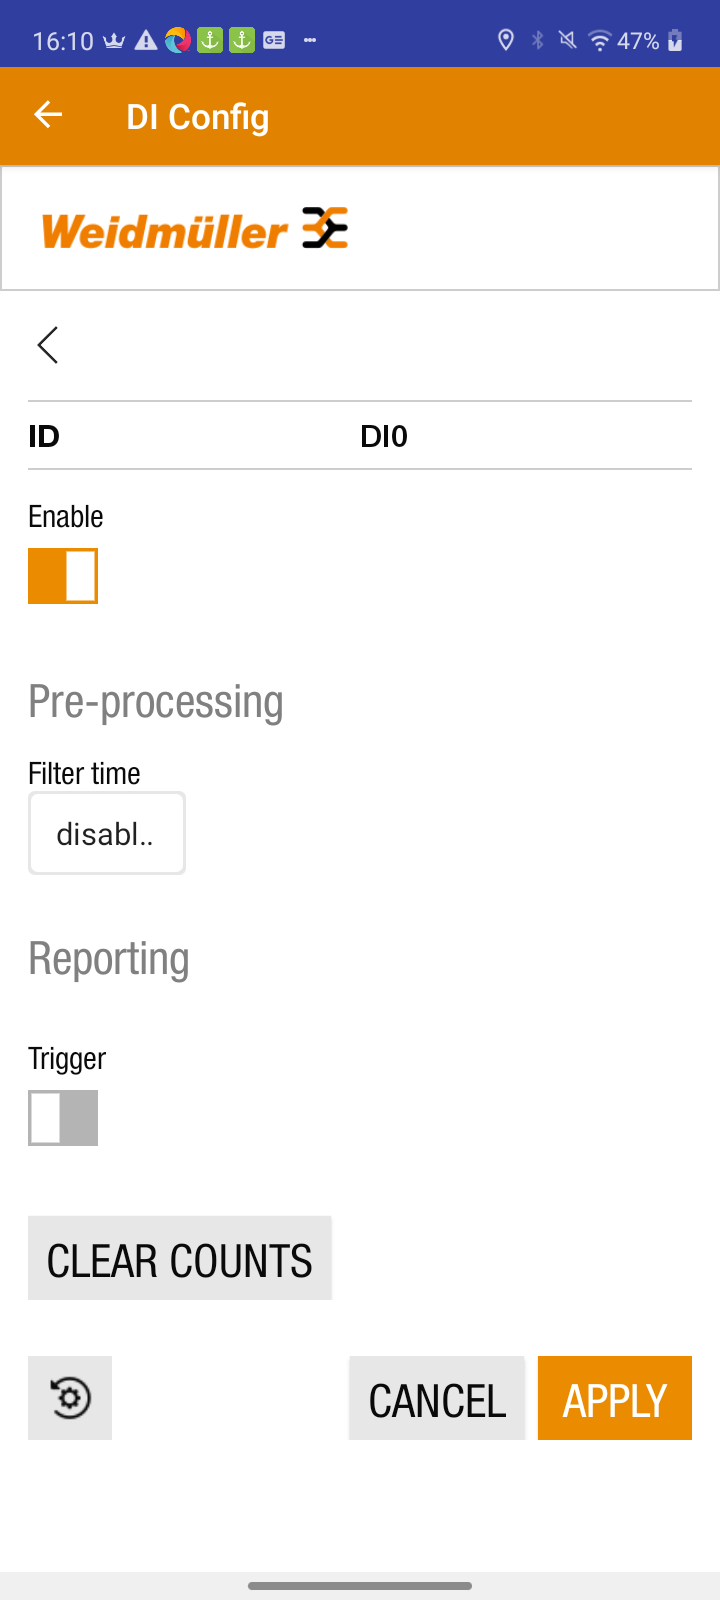 16:10 47%
DI Config
Weidmüller
ID DI0
Enable
Pre-processing
Filter time
disabl..
Reporting
Trigger
CLEAR COUNTS
CANCEL APPLY